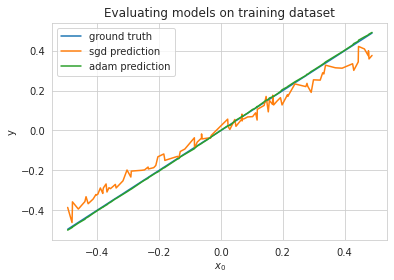 Evaluating models on training dataset
ground truth
sgd prediction
adam prediction
y
0.4
0.2
0.0
−0.2
−0.4
−0.4
−0.2
0.0
0.2
0.4
x₀